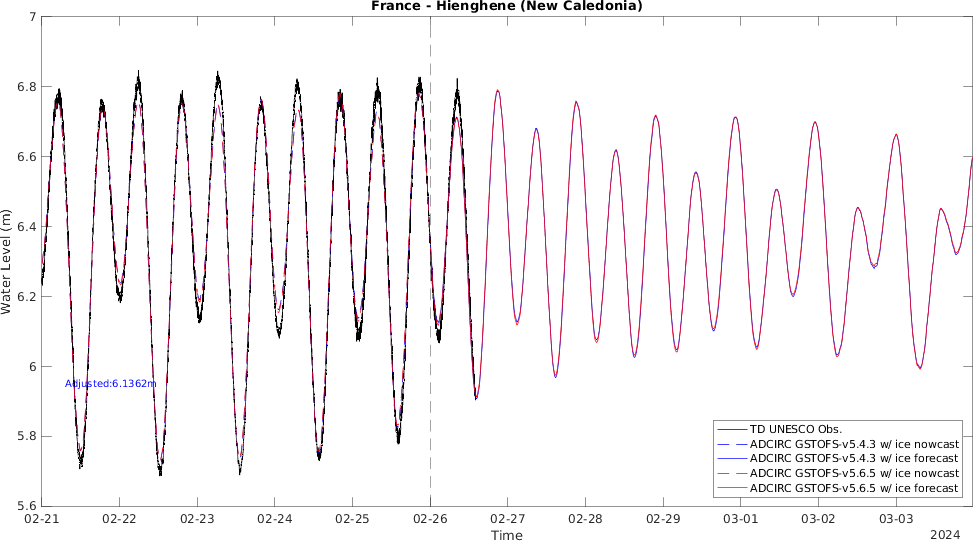 France - Hienghene (New Caledonia)
7
6.8
6.6
6.4
6.2
6
5.8
5.6
Water Level (m)
Adjusted:6.1362m
TD UNESCO Obs.
ADCIRC GSTOFS-v5.4.3 w/ ice nowcast
ADCIRC GSTOFS-v5.4.3 w/ ice forecast
ADCIRC GSTOFS-v5.6.5 w/ ice nowcast
ADCIRC GSTOFS-v5.6.5 w/ ice forecast
02-21 02-22 02-23 02-24 02-25 02-26 02-27 02-28 02-29 03-01 03-02 03-03
Time
2024